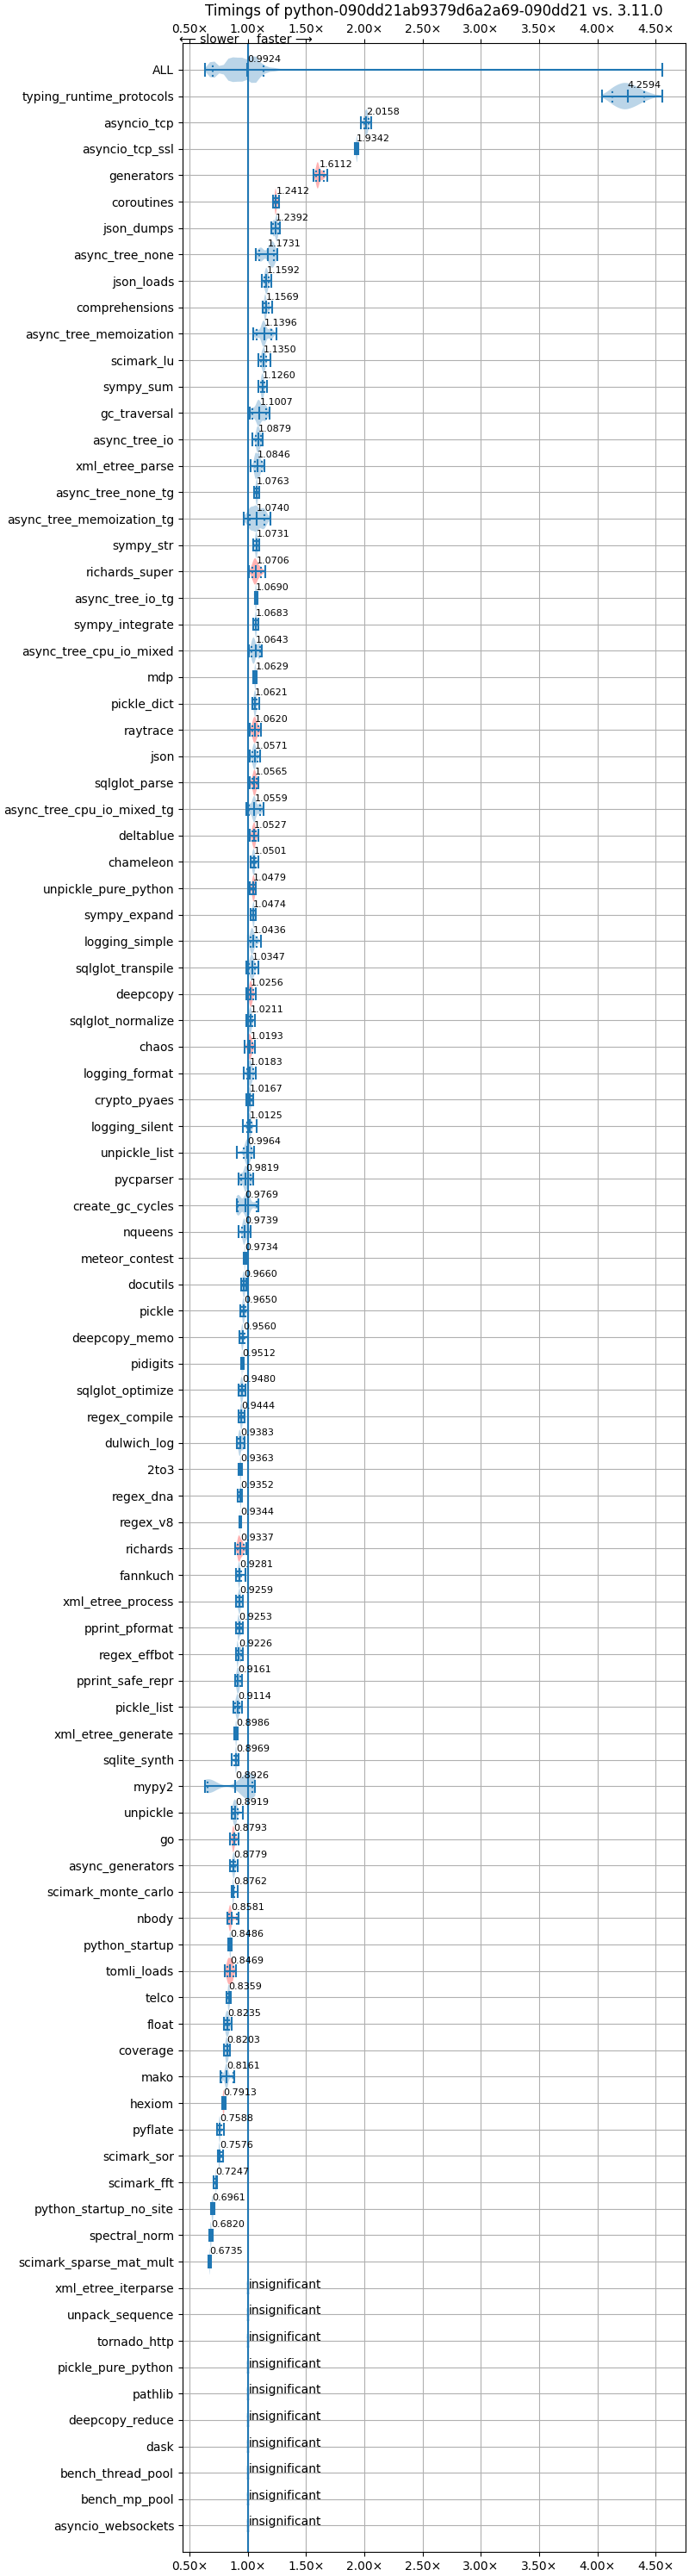 Timings of python-090dd21ab9379d6a2a69-090dd21 vs. 3.11.0
0.50× 1.00× 1.50× 2.00× 2.50× 3.00× 3.50× 4.00× 4.50×
⟵ slower faster ⟶
ALL 0.9924
typing_runtime_protocols 4.2594
asyncio_tcp 2.0158
asyncio_tcp_ssl 1.9342
generators 1.6112
coroutines 1.2412
json_dumps 1.2392
async_tree_none 1.1731
json_loads 1.1592
comprehensions 1.1569
async_tree_memoization 1.1396
scimark_lu 1.1350
sympy_sum 1.1260
gc_traversal 1.1007
async_tree_io 1.0879
xml_etree_parse 1.0846
async_tree_none_tg 1.0763
async_tree_memoization_tg 1.0740
sympy_str 1.0731
richards_super 1.0706
async_tree_io_tg 1.0690
sympy_integrate 1.0683
async_tree_cpu_io_mixed 1.0643
mdp 1.0629
pickle_dict 1.0621
raytrace 1.0620
json 1.0571
sqlglot_parse 1.0565
async_tree_cpu_io_mixed_tg 1.0559
deltablue 1.0527
chameleon 1.0501
unpickle_pure_python 1.0479
sympy_expand 1.0474
logging_simple 1.0436
sqlglot_transpile 1.0347
deepcopy 1.0256
sqlglot_normalize 1.0211
chaos 1.0193
logging_format 1.0183
crypto_pyaes 1.0167
logging_silent 1.0125
unpickle_list 0.9964
pycparser 0.9819
create_gc_cycles 0.9769
nqueens 0.9739
meteor_contest 0.9734
docutils 0.9660
pickle 0.9650
deepcopy_memo 0.9560
pidigits 0.9512
sqlglot_optimize 0.9480
regex_compile 0.9444
dulwich_log 0.9383
2to3 0.9363
regex_dna 0.9352
regex_v8 0.9344
richards 0.9337
fannkuch 0.9281
xml_etree_process 0.9259
pprint_pformat 0.9253
regex_effbot 0.9226
pprint_safe_repr 0.9161
pickle_list 0.9114
xml_etree_generate 0.8986
sqlite_synth 0.8969
mypy2 0.8926
unpickle 0.8919
go 0.8793
async_generators 0.8779
scimark_monte_carlo 0.8762
nbody 0.8581
python_startup 0.8486
tomli_loads 0.8469
telco 0.8359
float 0.8235
coverage 0.8203
mako 0.8161
hexiom 0.7913
pyflate 0.7588
scimark_sor 0.7576
scimark_fft 0.7247
python_startup_no_site 0.6961
spectral_norm 0.6820
scimark_sparse_mat_mult 0.6735
xml_etree_iterparse insignificant
unpack_sequence insignificant
tornado_http insignificant
pickle_pure_python insignificant
pathlib insignificant
deepcopy_reduce insignificant
dask insignificant
bench_thread_pool insignificant
bench_mp_pool insignificant
asyncio_websockets insignificant
0.50× 1.00× 1.50× 2.00× 2.50× 3.00× 3.50× 4.00× 4.50×